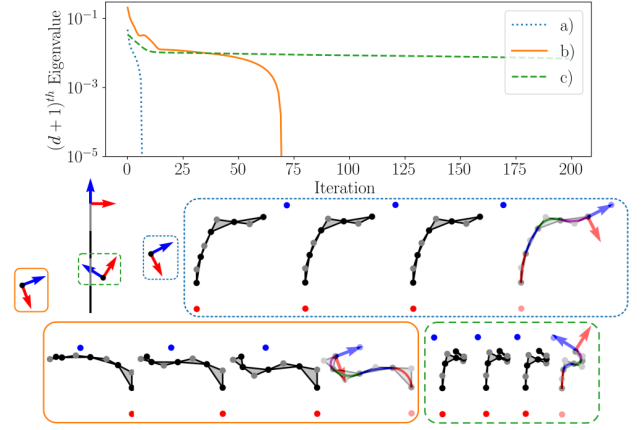 (d + 1)^{th} Eigenvalue
10^{-1}
10^{-3}
10^{-5}
a)
b)
c)
0 25 50 75 100 125 150 175 200
Iteration